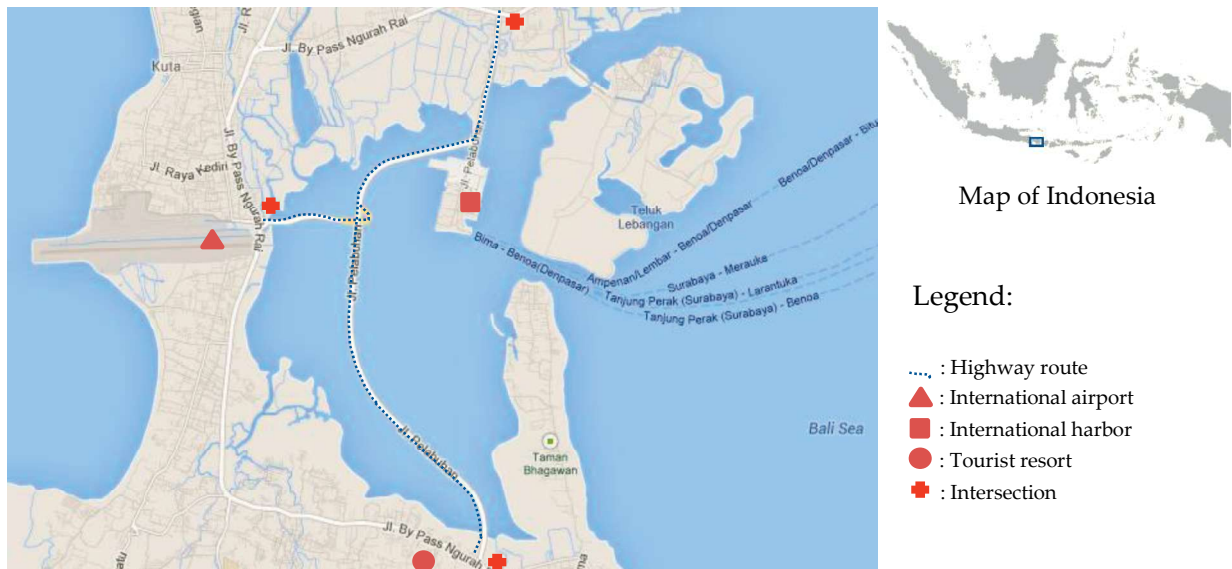 Jl. By Pass Ngurah Rai
Kuta
Jl. Pelabuhan
Jl. Raya Kediri
Jl. By Pass Ngurah Rai
Teluk
Lebangan
Jl. Pelabuhan
Benoa/Denpasar - Bitu
Ampenan/Lembar - Benoa/Denpasar
Bima - Benoa(Denpasar)
Surabaya - Merauke
Tanjung Perak (Surabaya) - Larantuka
Tanjung Perak (Surabaya) - Benoa
Bali Sea
Jl. Pelabuhan
Taman
Bhagawan
Jl. By Pass Ngurah
Map of Indonesia
Legend:
: Highway route
: International airport
: International harbor
: Tourist resort
: Intersection